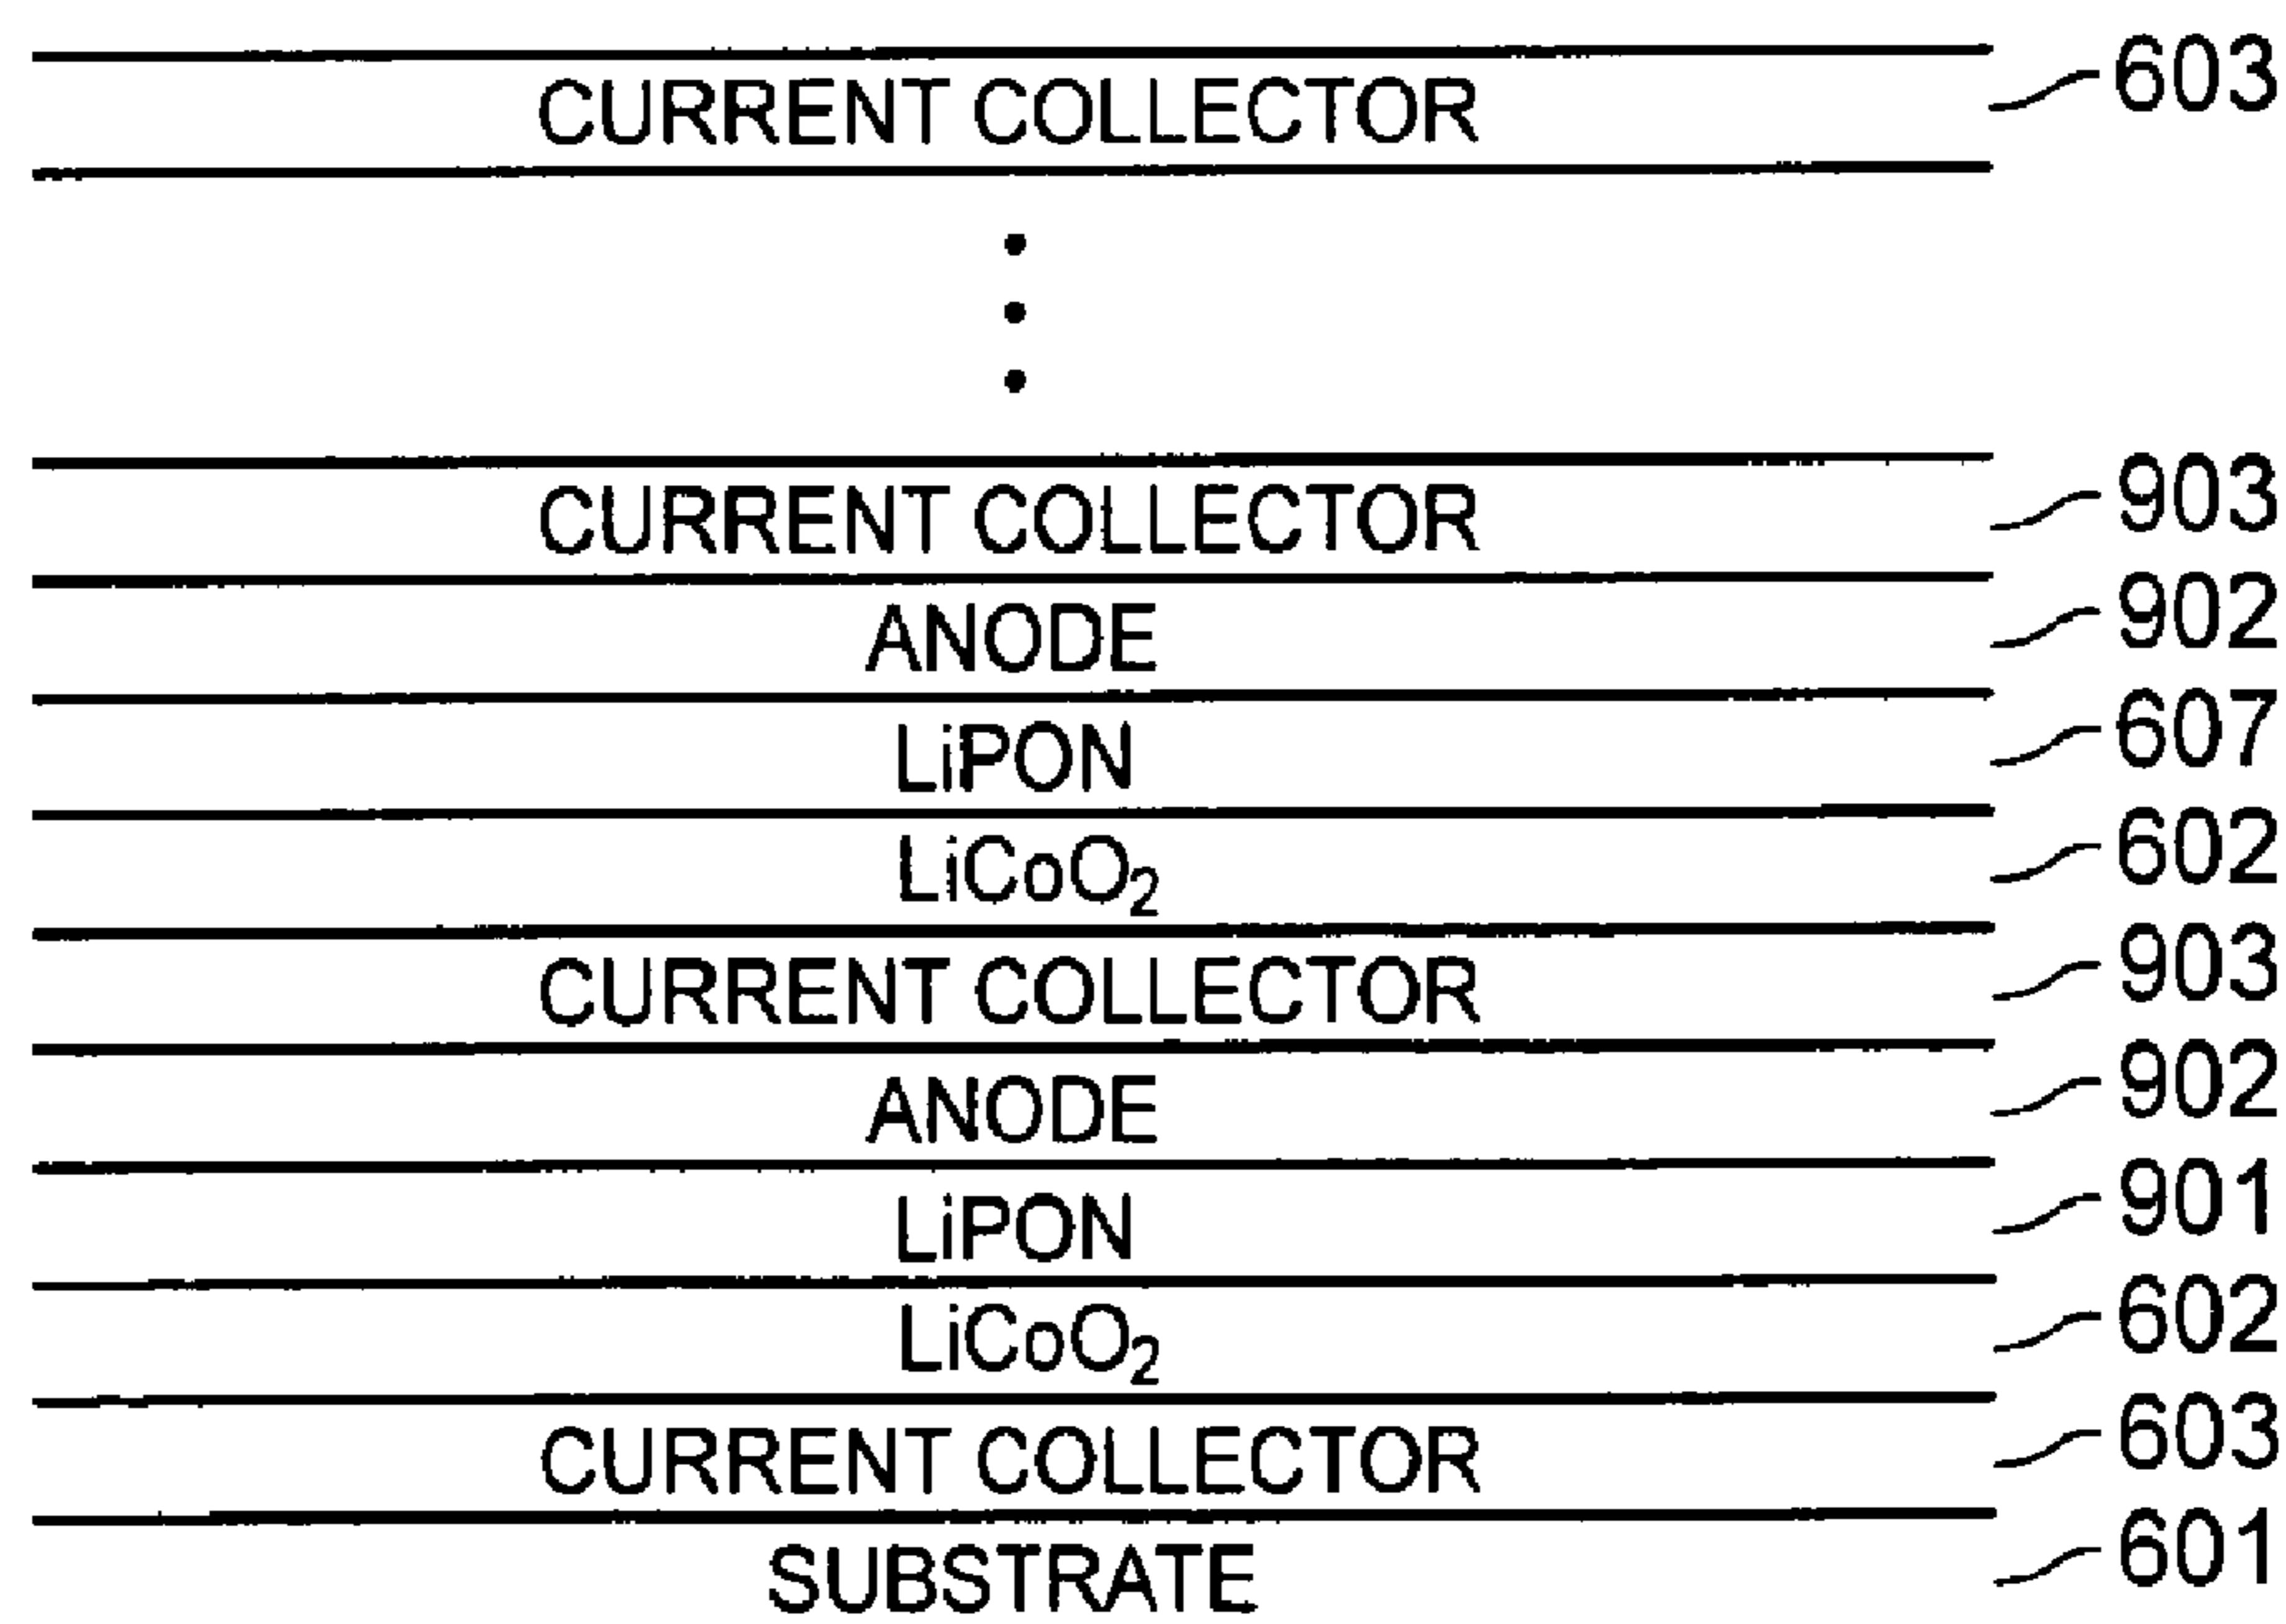 CURRENT COLLECTOR 603
CURRENT COLLECTOR 903
ANODE 902
LiPON 607
LiCoO₂ 602
CURRENT COLLECTOR 903
ANODE 902
LiPON 901
LiCoO₂ 602
CURRENT COLLECTOR 603
SUBSTRATE 601